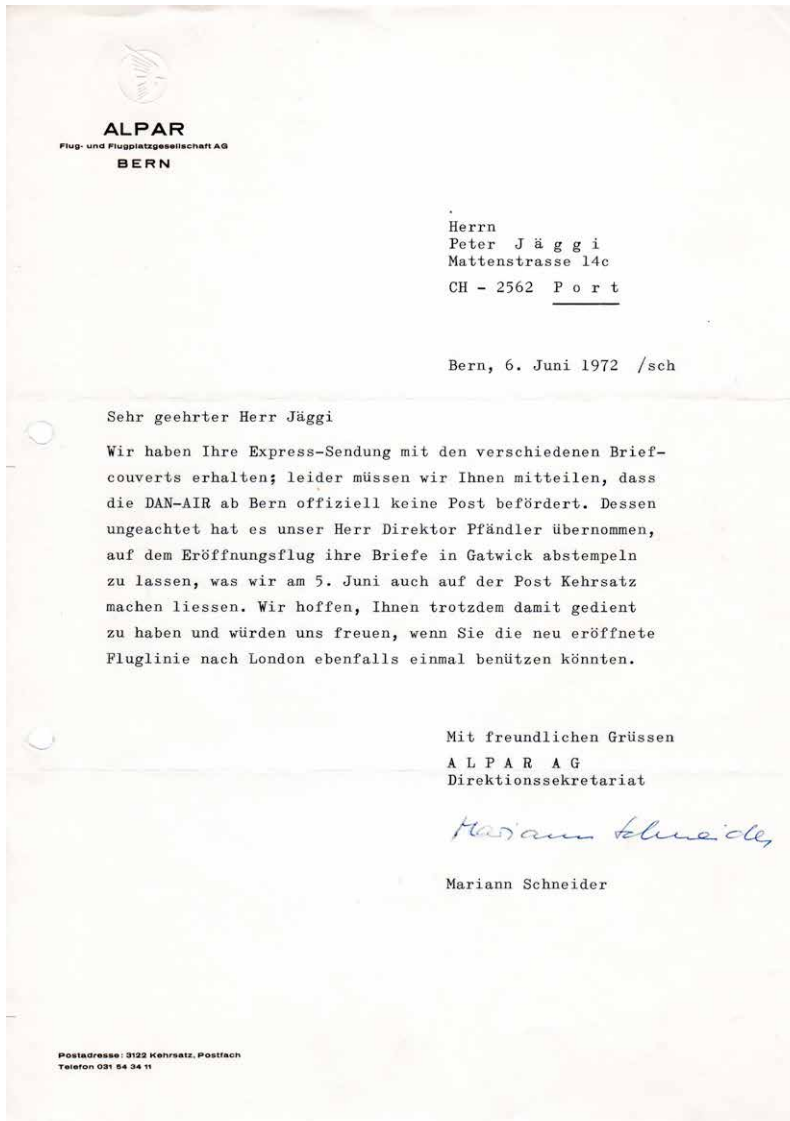 ALPAR
Flug- und Flugplatzgesellschaft AG
BERN
Herrn
Peter J ä g g i
Mattenstrasse 14c
CH - 2562 P o r t
Bern, 6. Juni 1972 /sch
Sehr geehrter Herr Jäggi
Wir haben Ihre Express-Sendung mit den verschiedenen Brief-
couverts erhalten; leider müssen wir Ihnen mitteilen, dass
die DAN-AIR ab Bern offiziell keine Post befördert. Dessen
ungeachtet hat es unser Herr Direktor Pfändler übernommen,
auf dem Eröffnungsflug ihre Briefe in Gatwick abstempeln
zu lassen, was wir am 5. Juni auch auf der Post Kehrsatz
machen liessen. Wir hoffen, Ihnen trotzdem damit gedient
zu haben und würden uns freuen, wenn Sie die neu eröffnete
Fluglinie nach London ebenfalls einmal benützen könnten.
Mit freundlichen Grüssen
A L P A R  A G
Direktionssekretariat
Mariann Schneider
Mariann Schneider
Postadresse: 3122 Kehrsatz, Postfach
Telefon 031 54 34 11